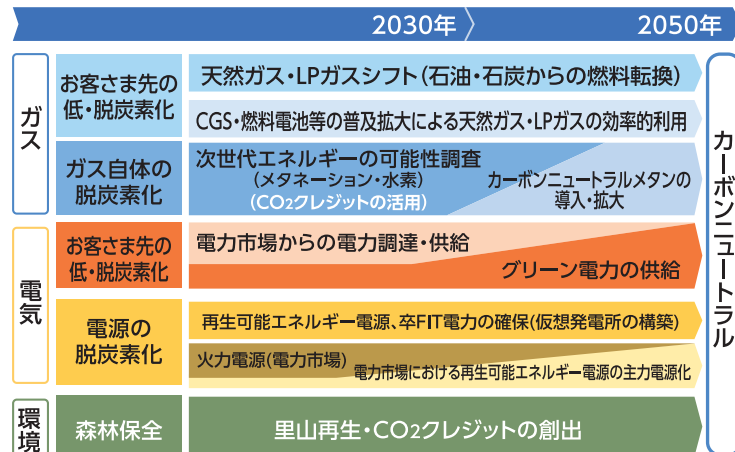 2030年
2050年
ガス
お客さま先の
低・脱炭素化
天然ガス・LPガスシフト(石油・石炭からの燃料転換)
CGS・燃料電池等の普及拡大による天然ガス・LPガスの効率的利用
ガス自体の
脱炭素化
次世代エネルギーの可能性調査
(メタネーション・水素)
(CO2クレジットの活用)
カーボンニュートラルメタンの
導入・拡大
電気
お客さま先の
低・脱炭素化
電力市場からの電力調達・供給
グリーン電力の供給
電源の
脱炭素化
再生可能エネルギー電源、卒FIT電力の確保(仮想発電所の構築)
火力電源(電力市場)
電力市場における再生可能エネルギー電源の主力電源化
環境
森林保全
里山再生・CO2クレジットの創出
カーボンニュートラル